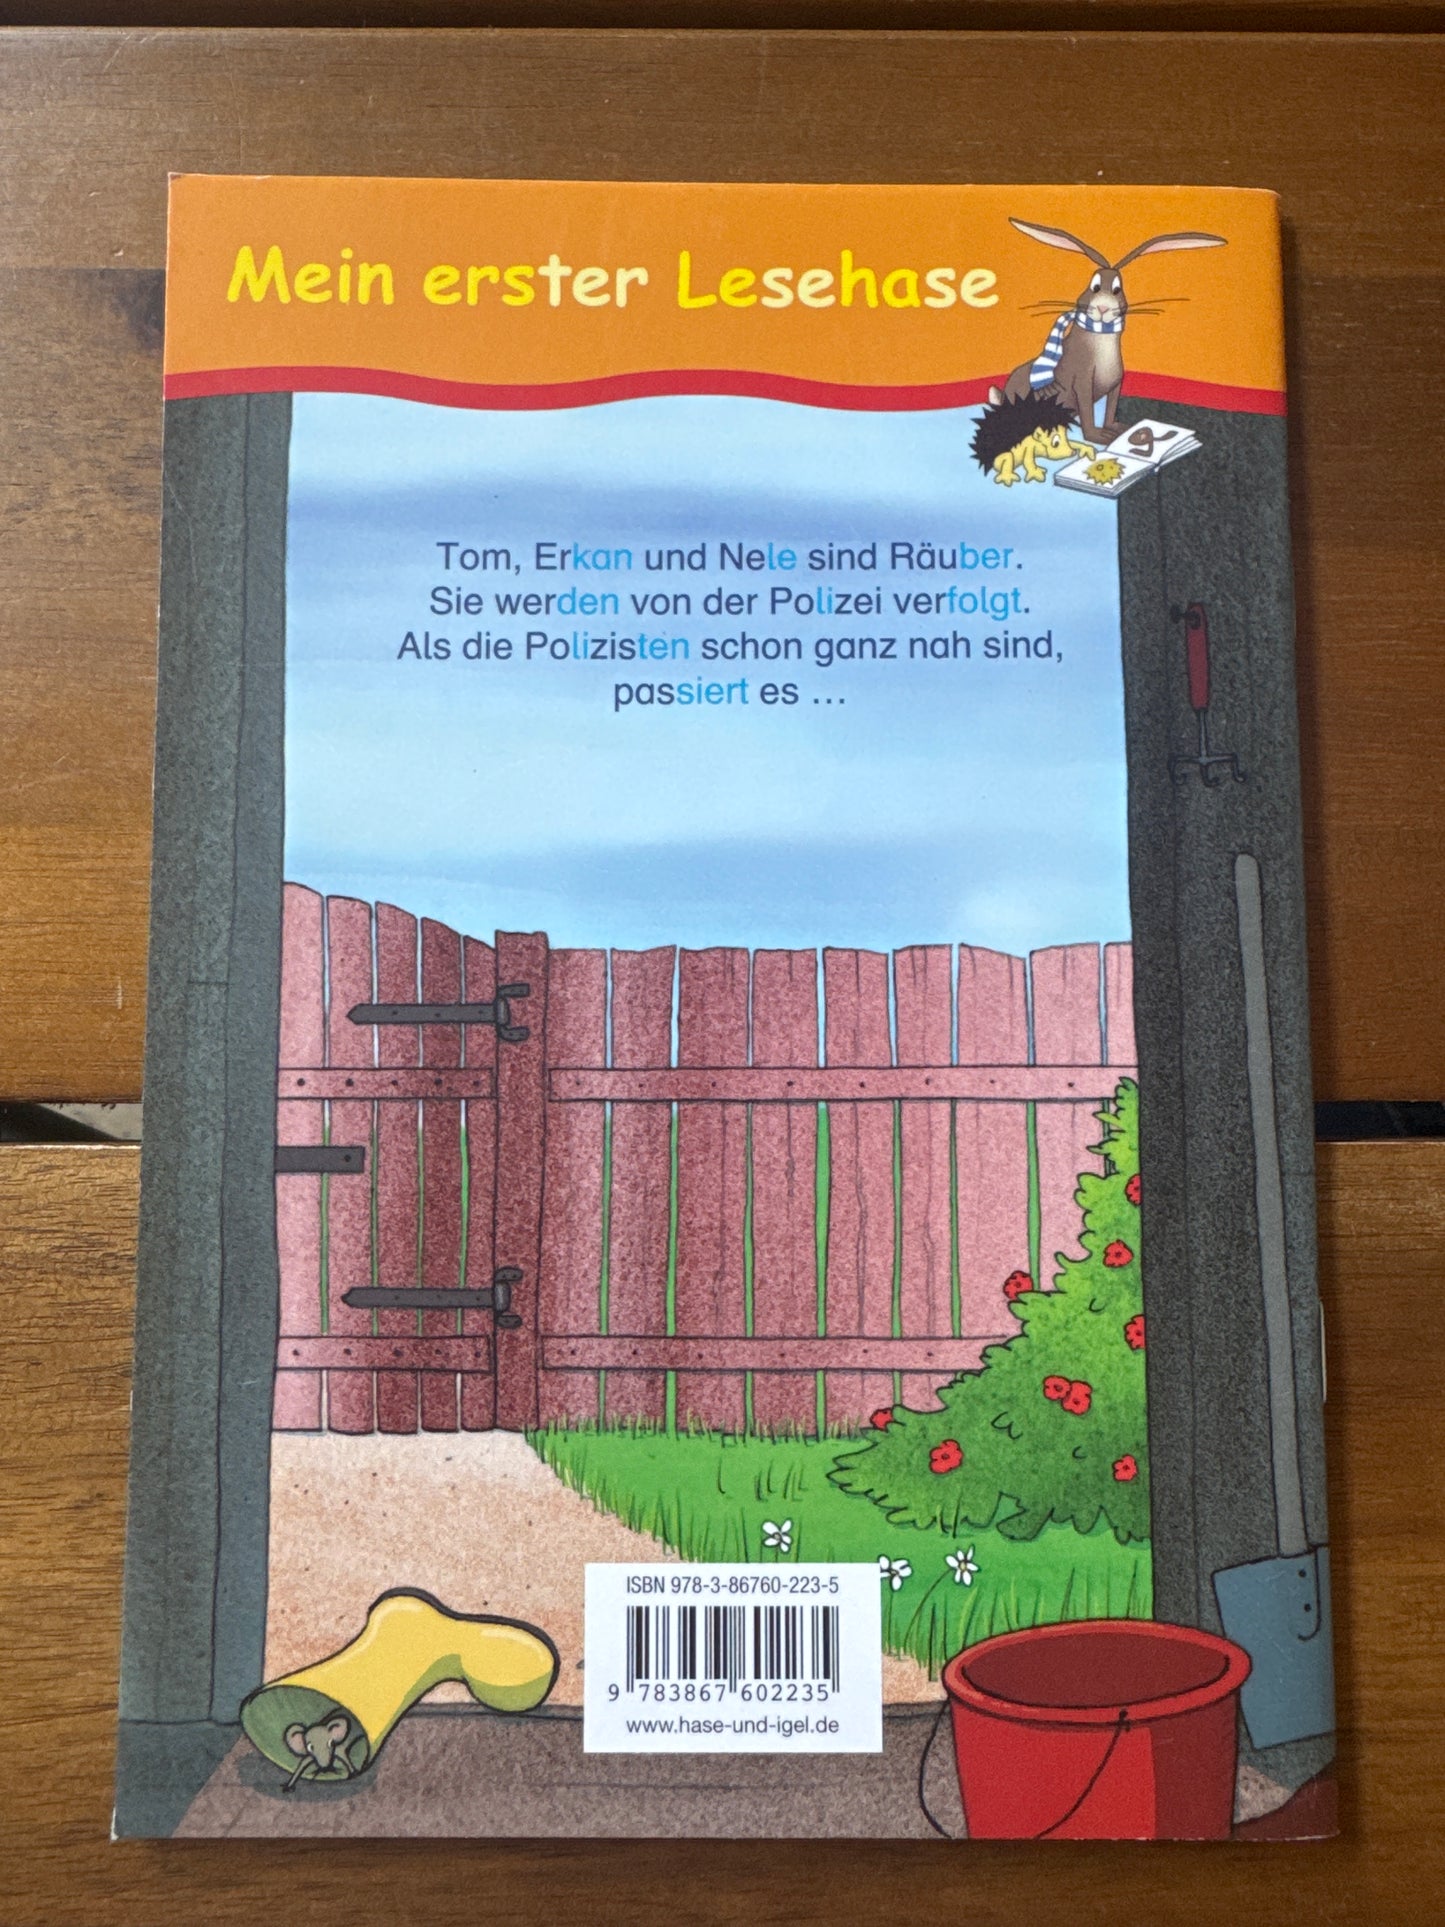 Mein erster Lesehase
Tom, Erkan und Nele sind Räuber.
Sie werden von der Polizei verfolgt.
Als die Polizisten schon ganz nah sind,
passiert es ...
ISBN 978-3-86760-223-5
9 783867 602235
www.hase-und-igel.de